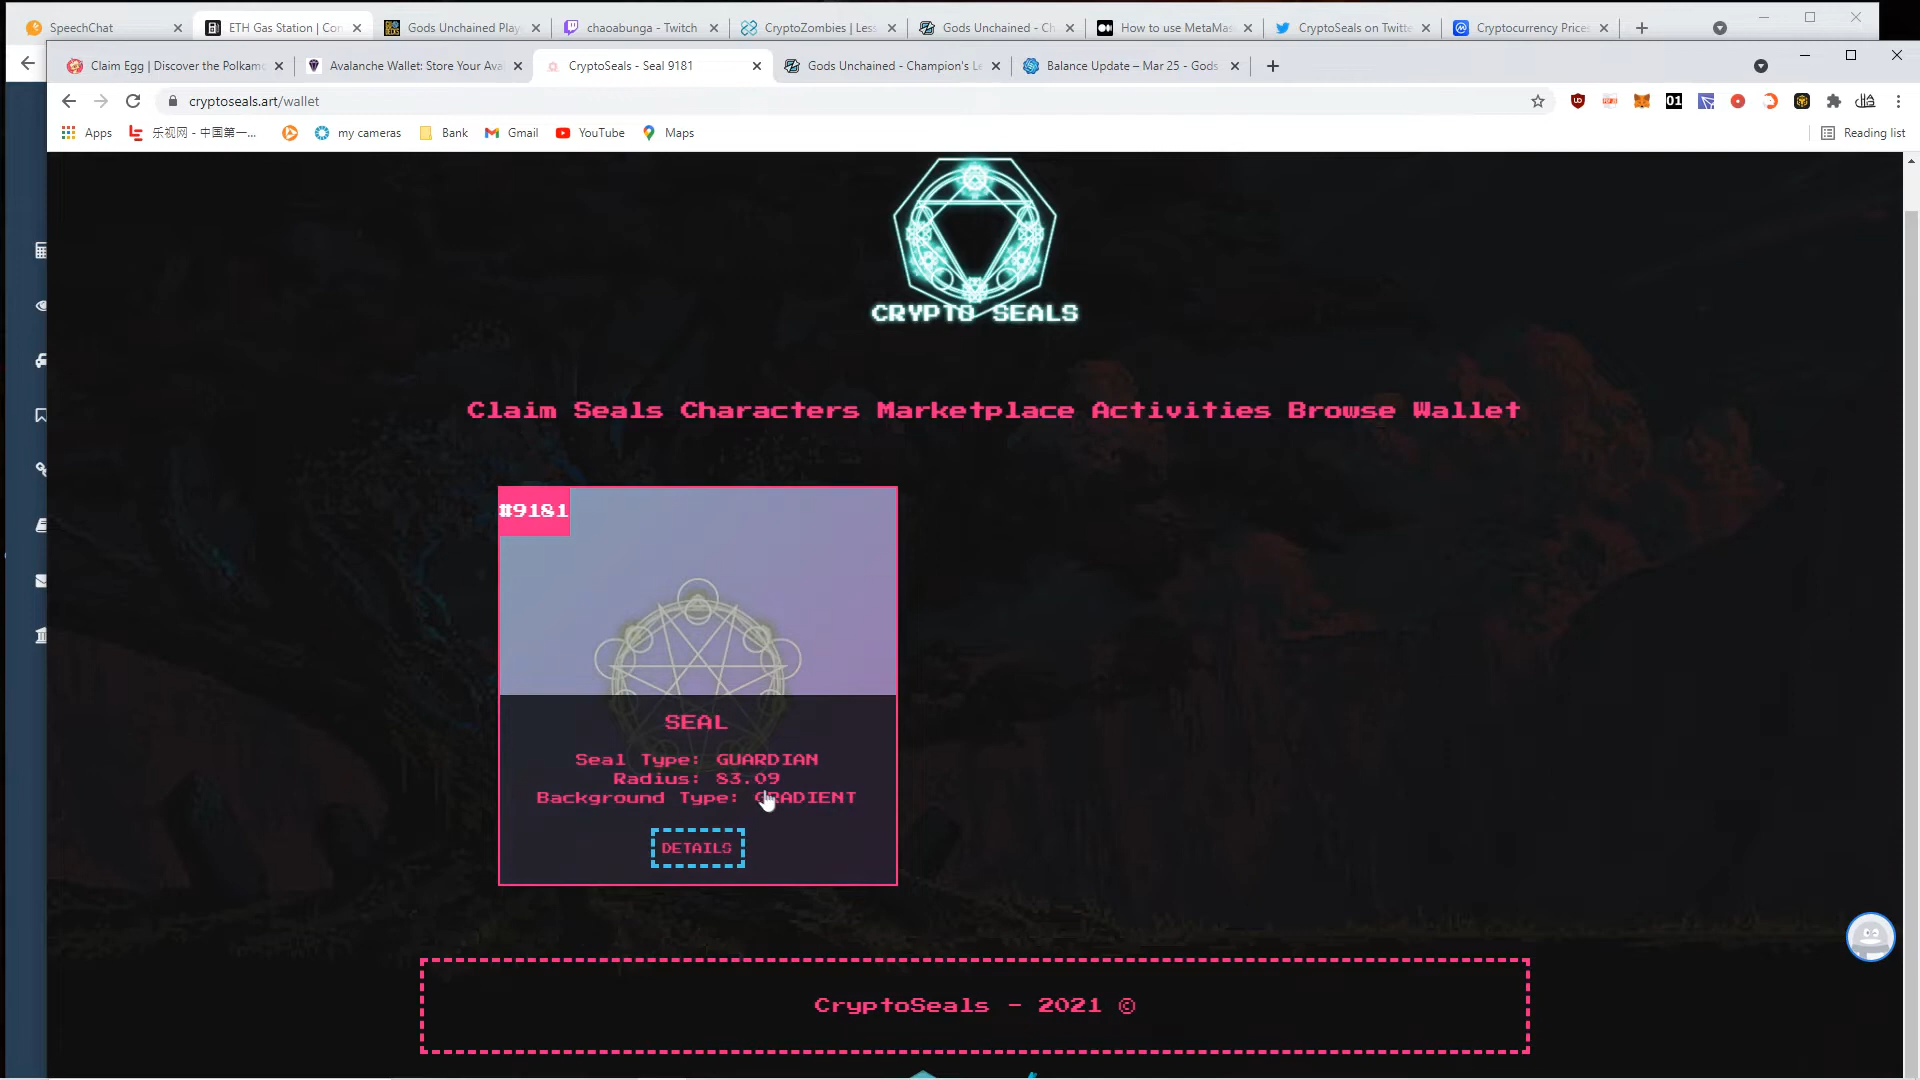 SpeechChat
ETH Gas Station | Con
Gods Unchained Play
chaoabunga - Twitch
CryptoZombies | Less
Gods Unchained - Ch
How to use MetaMas
CryptoSeals on Twitte
Cryptocurrency Prices
Claim Egg | Discover the Polkamo
Avalanche Wallet: Store Your Ava
CryptoSeals - Seal 9181
Gods Unchained - Champion's Le
Balance Update – Mar 25 - Gods
cryptoseals.art/wallet
01
Apps
乐视网 - 中国第一...
my cameras
Bank
Gmail
YouTube
Maps
Reading list
CRYPTO SEALS
Claim Seals Characters Marketplace Activities Browse Wallet
#9181
SEAL
Seal Type: GUARDIAN
Radius: 83.09
Background Type: GRADIENT
DETAILS
CryptoSeals - 2021 ©